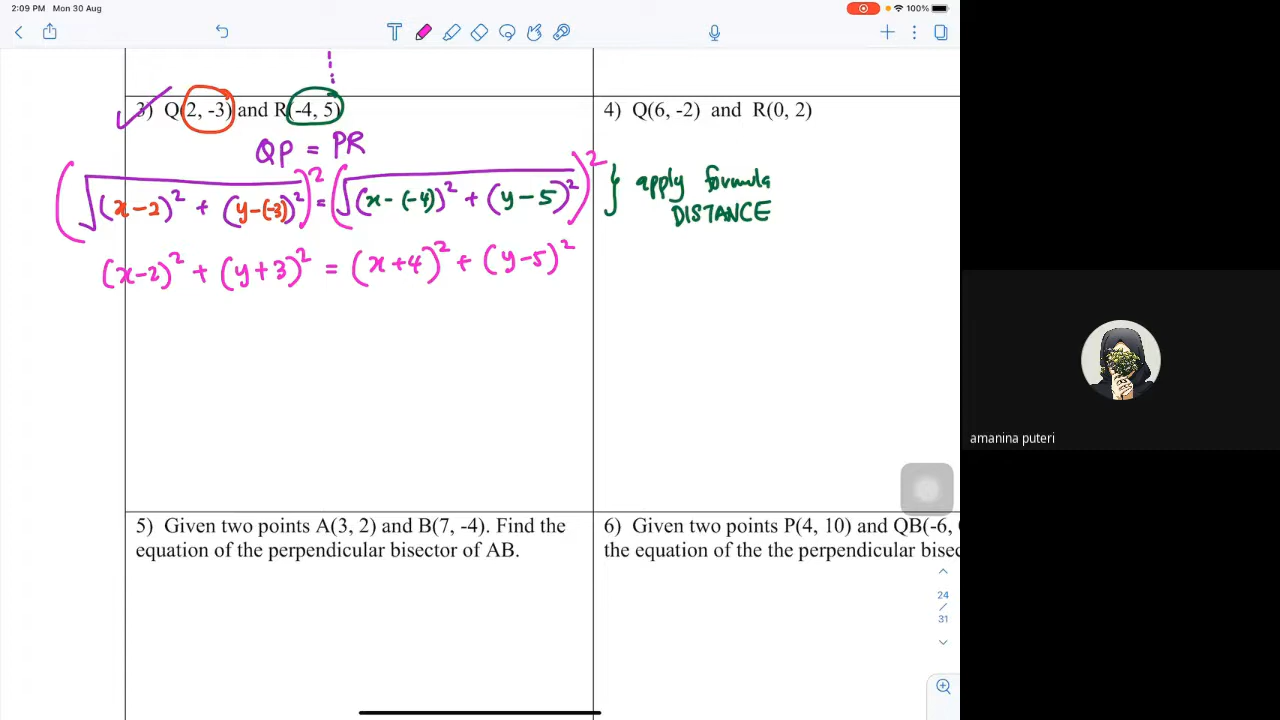 2:09 PM Mon 30 Aug
100%
T
3) Q(2, -3) and R(-4, 5)
QP = PR
(√(x-2)² + (y-(-3))²)² = (√(x-(-4))² + (y-5)²)² } apply formula
DISTANCE
(x-2)² + (y+3)² = (x+4)² + (y-5)²
4) Q(6, -2) and R(0, 2)
5) Given two points A(3, 2) and B(7, -4). Find the
equation of the perpendicular bisector of AB.
6) Given two points P(4, 10) and QB(-6,
the equation of the the perpendicular bisec
24
/
31
amanina puteri